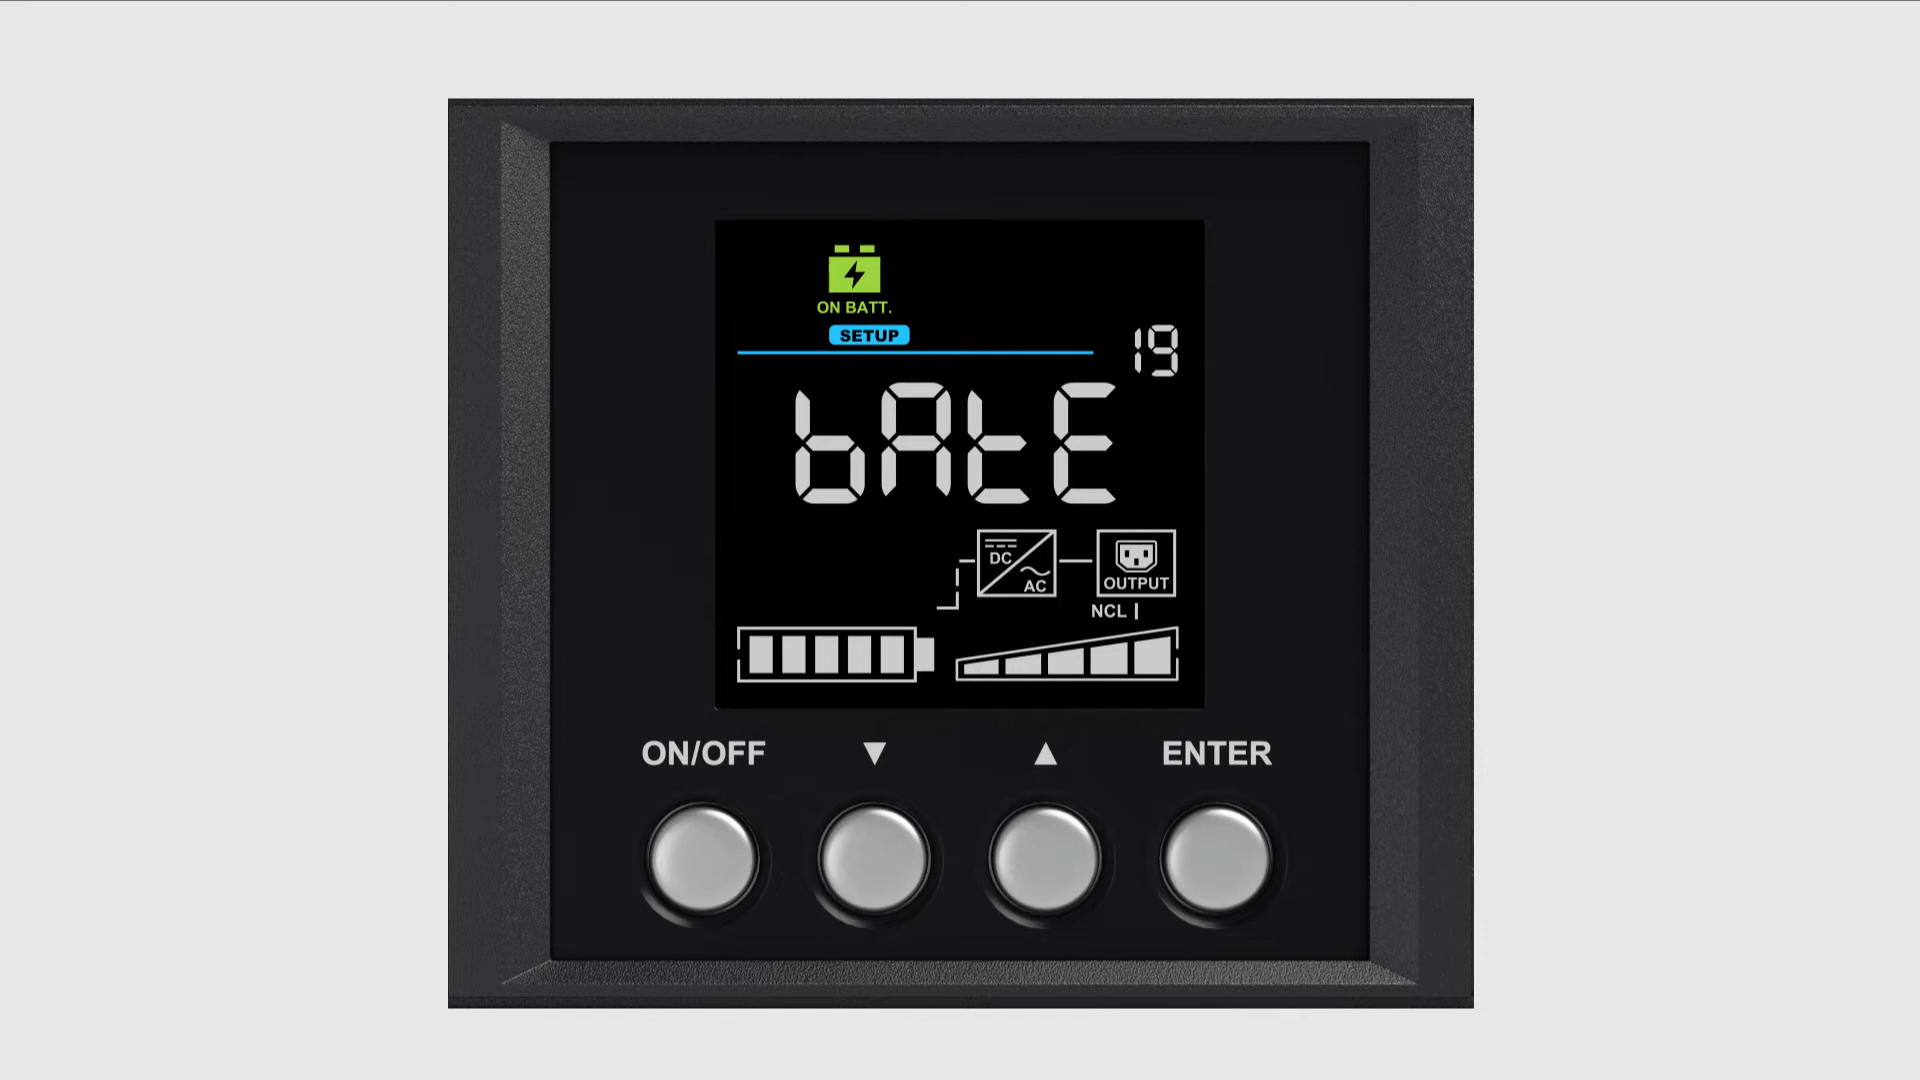 ON BATT.
SETUP
19
bAtE
DC
AC
OUTPUT
NCL
ON/OFF ▼ ▲ ENTER